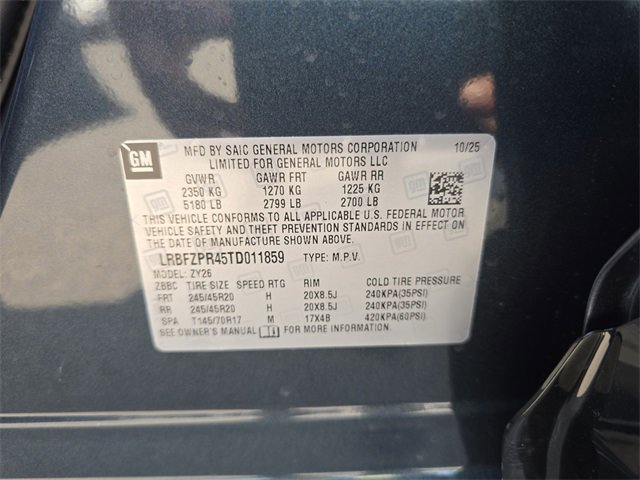 GM
MFD BY SAIC GENERAL MOTORS CORPORATION 10/25
LIMITED FOR GENERAL MOTORS LLC
GVWR GAWR FRT GAWR RR
2350 KG 1270 KG 1225 KG
5180 LB 2799 LB 2700 LB
THIS VEHICLE CONFORMS TO ALL APPLICABLE U.S. FEDERAL MOTOR
VEHICLE SAFETY AND THEFT PREVENTION STANDARDS IN EFFECT ON
THE DATE OF MANUFACTURE SHOWN ABOVE.
LRBFZPR45TD011859 TYPE: M.P.V.
MODEL: ZY26
ZBBC TIRE SIZE SPEED RTG RIM COLD TIRE PRESSURE
FRT 245/45R20 H 20X8.5J 240KPA(35PSI)
RR 245/45R20 H 20X8.5J 240KPA(35PSI)
SPA T145/70R17 M 17X4B 420KPA(60PSI)
SEE OWNER'S MANUAL FOR MORE INFORMATION.